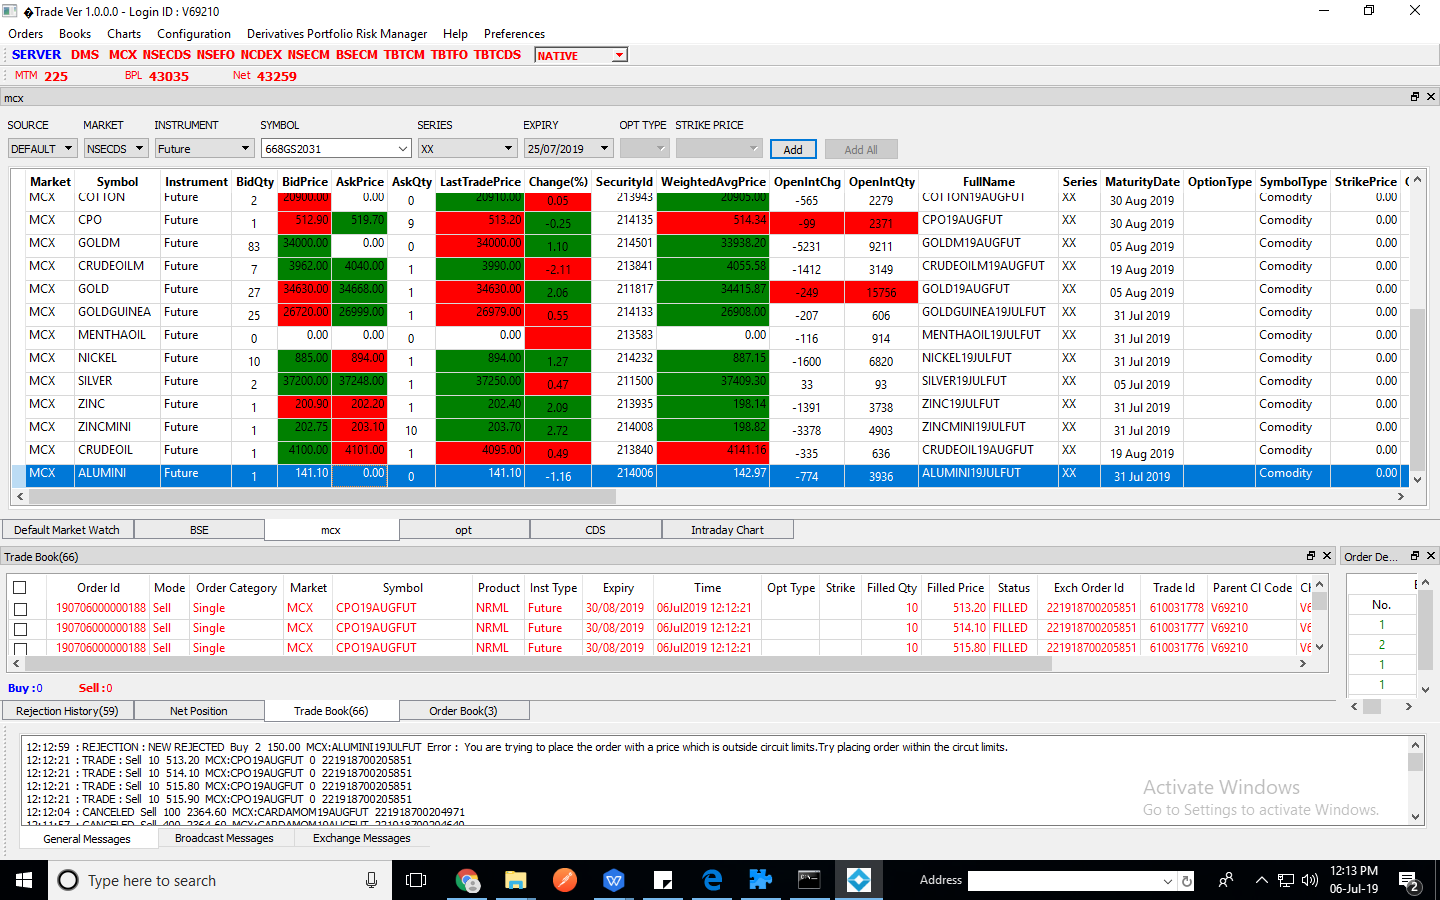 �Trade Ver 1.0.0.0 - Login ID : V69210
Orders Books Charts Configuration Derivatives Portfolio Risk Manager Help Preferences
SERVER DMS MCX NSECDS NSEFO NCDEX NSECM BSECM TBTCM TBTFO TBTCDS NATIVE
MTM 225 BPL 43035 Net 43259
mcx
SOURCE MARKET INSTRUMENT SYMBOL SERIES EXPIRY OPT TYPE STRIKE PRICE
DEFAULT NSECDS Future 668GS2031 XX 25/07/2019 Add Add All
Market Symbol Instrument BidQty BidPrice AskPrice AskQty LastTradePrice Change(%) SecurityId WeightedAvgPrice OpenIntChg OpenIntQty FullName Series MaturityDate OptionType SymbolType StrikePrice
MCX COTTON Future 2 20900.00 0.00 0 20910.00 0.05 213943 20905.00 -565 2279 COTTON19AUGFUT XX 30 Aug 2019 Comodity 0.00
MCX CPO Future 1 512.90 519.70 9 513.20 -0.25 214135 514.34 -99 2371 CPO19AUGFUT XX 30 Aug 2019 Comodity 0.00
MCX GOLDM Future 83 34000.00 0.00 0 34000.00 1.10 214501 33938.20 -5231 9211 GOLDM19AUGFUT XX 05 Aug 2019 Comodity 0.00
MCX CRUDEOILM Future 7 3962.00 4040.00 1 3990.00 -2.11 213841 4055.58 -1412 3149 CRUDEOILM19AUGFUT XX 19 Aug 2019 Comodity 0.00
MCX GOLD Future 27 34630.00 34668.00 1 34630.00 2.06 211817 34415.87 -249 15756 GOLD19AUGFUT XX 05 Aug 2019 Comodity 0.00
MCX GOLDGUINEA Future 25 26720.00 26999.00 1 26979.00 0.55 214133 26908.00 -207 606 GOLDGUINEA19JULFUT XX 31 Jul 2019 Comodity 0.00
MCX MENTHAOIL Future 0 0.00 0.00 0 0.00 213583 0.00 -116 914 MENTHAOIL19JULFUT XX 31 Jul 2019 Comodity 0.00
MCX NICKEL Future 10 885.00 894.00 1 894.00 1.27 214232 887.15 -1600 6820 NICKEL19JULFUT XX 31 Jul 2019 Comodity 0.00
MCX SILVER Future 2 37200.00 37248.00 1 37250.00 0.47 211500 37409.30 33 93 SILVER19JULFUT XX 05 Jul 2019 Comodity 0.00
MCX ZINC Future 1 200.90 202.20 1 202.40 2.09 213935 198.14 -1391 3738 ZINC19JULFUT XX 31 Jul 2019 Comodity 0.00
MCX ZINCMINI Future 1 202.75 203.10 10 203.70 2.72 214008 198.82 -3378 4903 ZINCMINI19JULFUT XX 31 Jul 2019 Comodity 0.00
MCX CRUDEOIL Future 1 4100.00 4101.00 1 4095.00 0.49 213840 4141.16 -335 636 CRUDEOIL19JULFUT XX 19 Aug 2019 Comodity 0.00
MCX ALUMINI Future 1 141.10 0.00 0 141.10 -1.16 214006 142.97 -774 3936 ALUMINI19JULFUT XX 31 Jul 2019 Comodity 0.00
Default Market Watch BSE mcx opt CDS Intraday Chart
Trade Book(66) Order De...
Order Id Mode Order Category Market Symbol Product Inst Type Expiry Time Opt Type Strike Filled Qty Filled Price Status Exch Order Id Trade Id Parent Cl Code
190706000000188 Sell Single MCX CPO19AUGFUT NRML Future 30/08/2019 06Jul2019 12:12:21 10 513.20 FILLED 221918700205851 610031778 V69210 V6
190706000000188 Sell Single MCX CPO19AUGFUT NRML Future 30/08/2019 06Jul2019 12:12:21 10 514.10 FILLED 221918700205851 610031777 V69210 V6
190706000000188 Sell Single MCX CPO19AUGFUT NRML Future 30/08/2019 06Jul2019 12:12:21 10 515.80 FILLED 221918700205851 610031776 V69210 V6
No.
1
2
1
1
Buy :0 Sell :0
Rejection History(59) Net Position Trade Book(66) Order Book(3)
12:12:59 : REJECTION : NEW REJECTED Buy 2 150.00 MCX:ALUMINI19JULFUT Error : You are trying to place the order with a price which is outside circuit limits.Try placing order within the circut limits.
12:12:21 : TRADE : Sell 10 513.20 MCX:CPO19AUGFUT 0 221918700205851
12:12:21 : TRADE : Sell 10 514.10 MCX:CPO19AUGFUT 0 221918700205851
12:12:21 : TRADE : Sell 10 515.80 MCX:CPO19AUGFUT 0 221918700205851
12:12:21 : TRADE : Sell 10 515.90 MCX:CPO19AUGFUT 0 221918700205851
12:12:04 : CANCELED Sell 100 2364.60 MCX:CARDAMOM19AUGFUT 221918700204971
12:11:57 : CANCELED Sell 400 2364.60 MCX:CARDAMOM19AUGFUT 221918700204640
Activate Windows
Go to Settings to activate Windows.
General Messages Broadcast Messages Exchange Messages
Type here to search
Address
12:13 PM
06-Jul-19
2